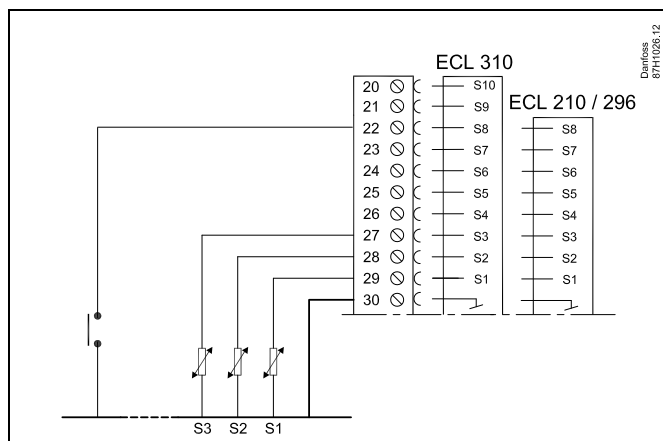 Danfoss
87H1026.12
ECL 310
ECL 210 / 296
20 S10
21 S9
22 S8 S8
23 S7 S7
24 S6 S6
25 S5 S5
26 S4 S4
27 S3 S3
28 S2 S2
29 S1 S1
30
S3 S2 S1